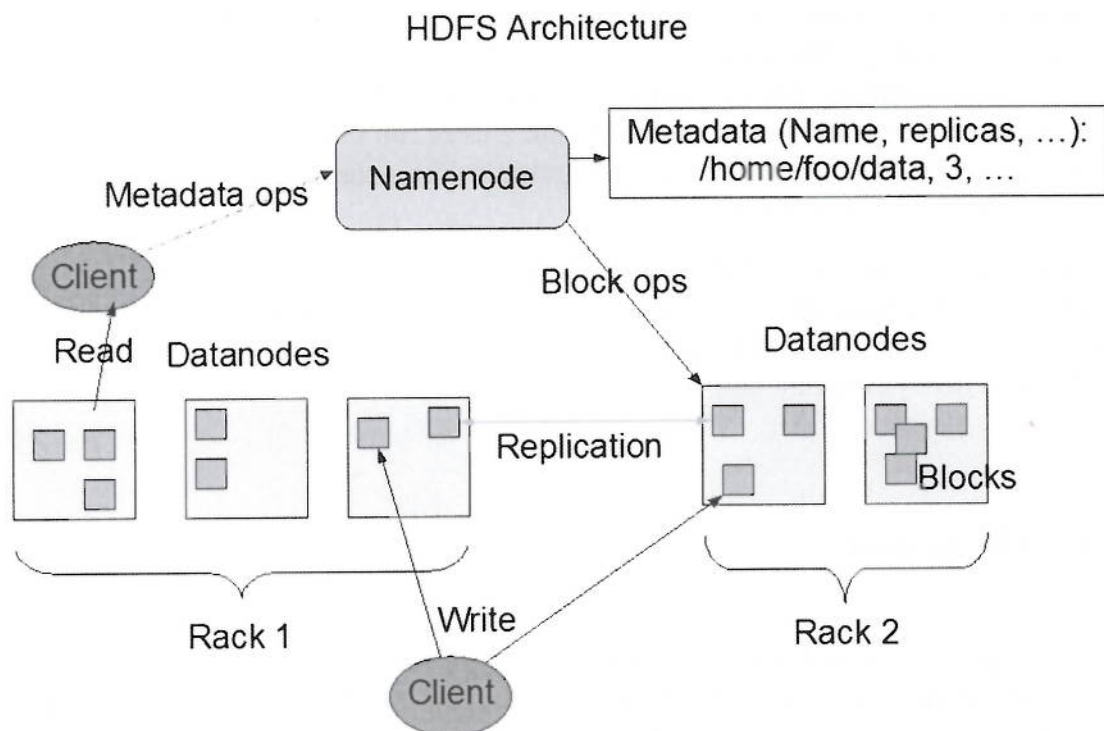 HDFS Architecture
Metadata (Name, replicas, …):
/home/foo/data, 3, …
Namenode
Metadata ops
Client
Block ops
Read
Datanodes
Datanodes
Replication
Blocks
Rack 1
Write
Rack 2
Client